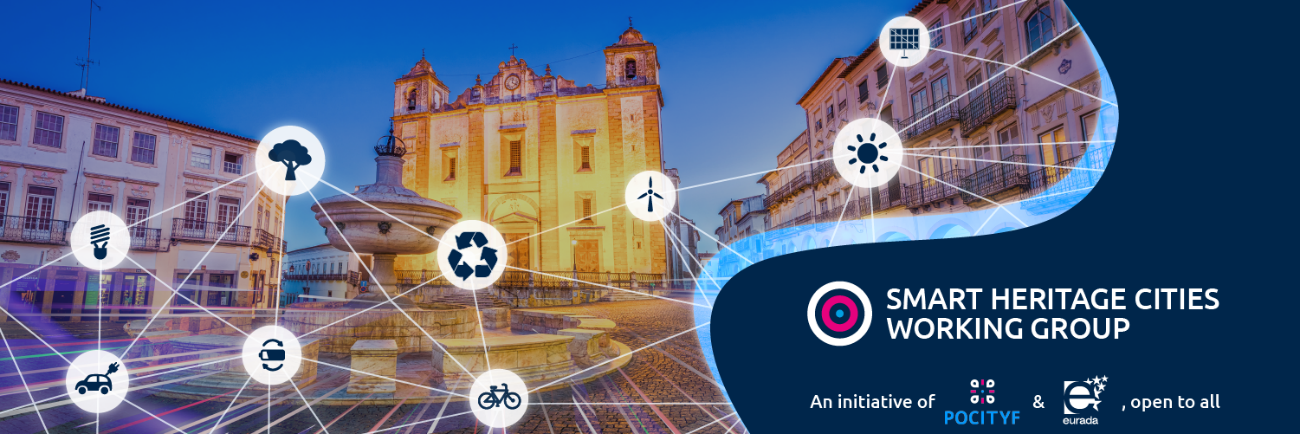 SMART HERITAGE CITIES
WORKING GROUP
An initiative of POCITYF & eurada , open to all